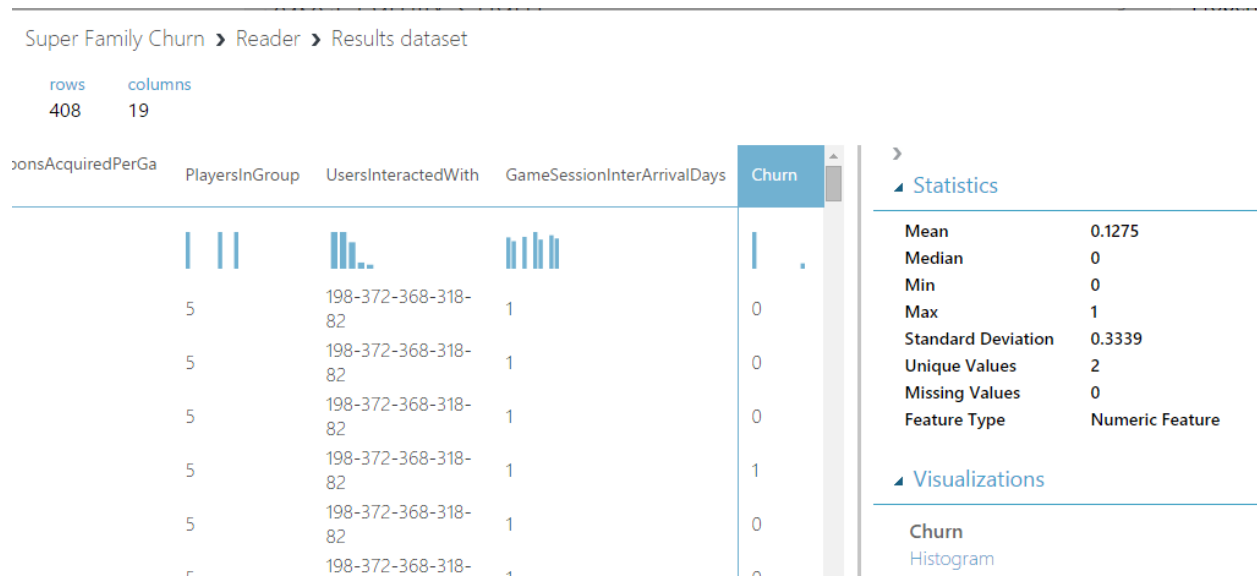 Super Family Churn > Reader > Results dataset
rows columns
408 19
PlayersInGroup UsersInteractedWith GameSessionInterArrivalDays Churn
5 198-372-368-318- 1 0
82
5 198-372-368-318- 1 0
82
5 198-372-368-318- 1 0
82
5 198-372-368-318- 1 1
82
5 198-372-368-318- 1 0
82
198-372-368-318-
Statistics
Mean 0.1275
Median 0
Min 0
Max 1
Standard Deviation 0.3339
Unique Values 2
Missing Values 0
Feature Type Numeric Feature
Visualizations
Churn
Histogram